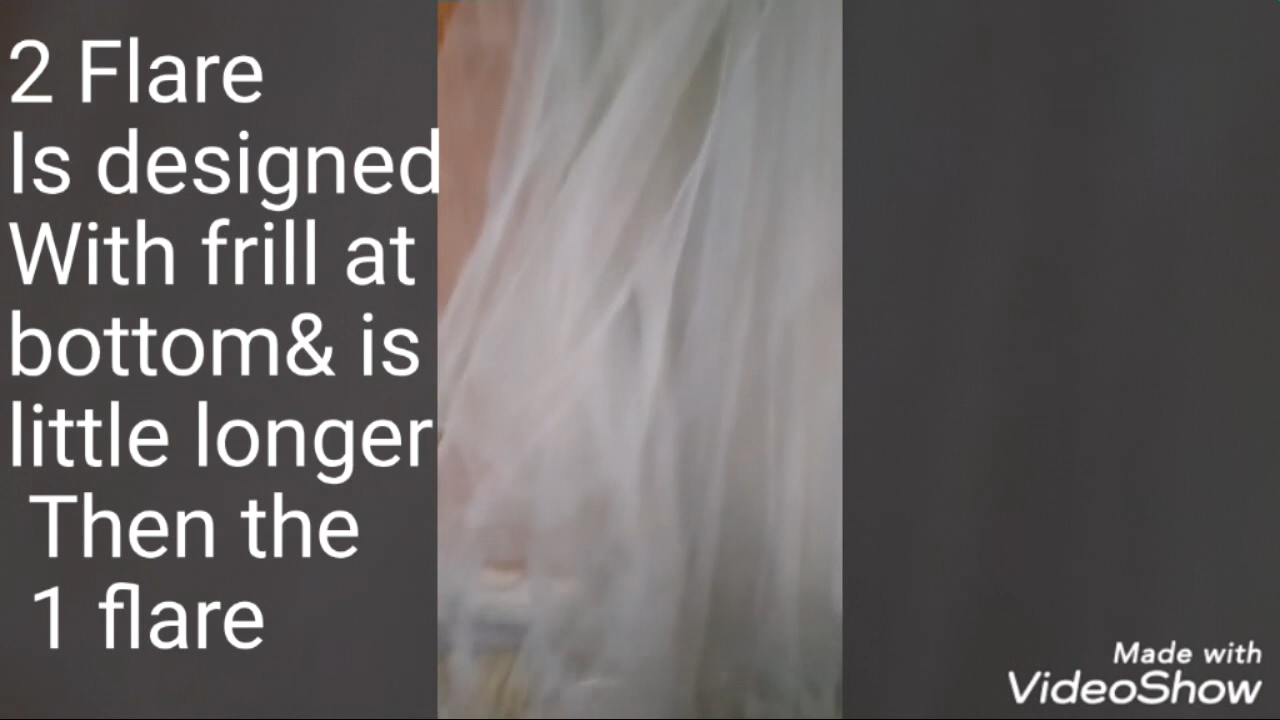 2 Flare
Is designed
With frill at
bottom& is
little longer
Then the
1 flare
Made with
VideoShow